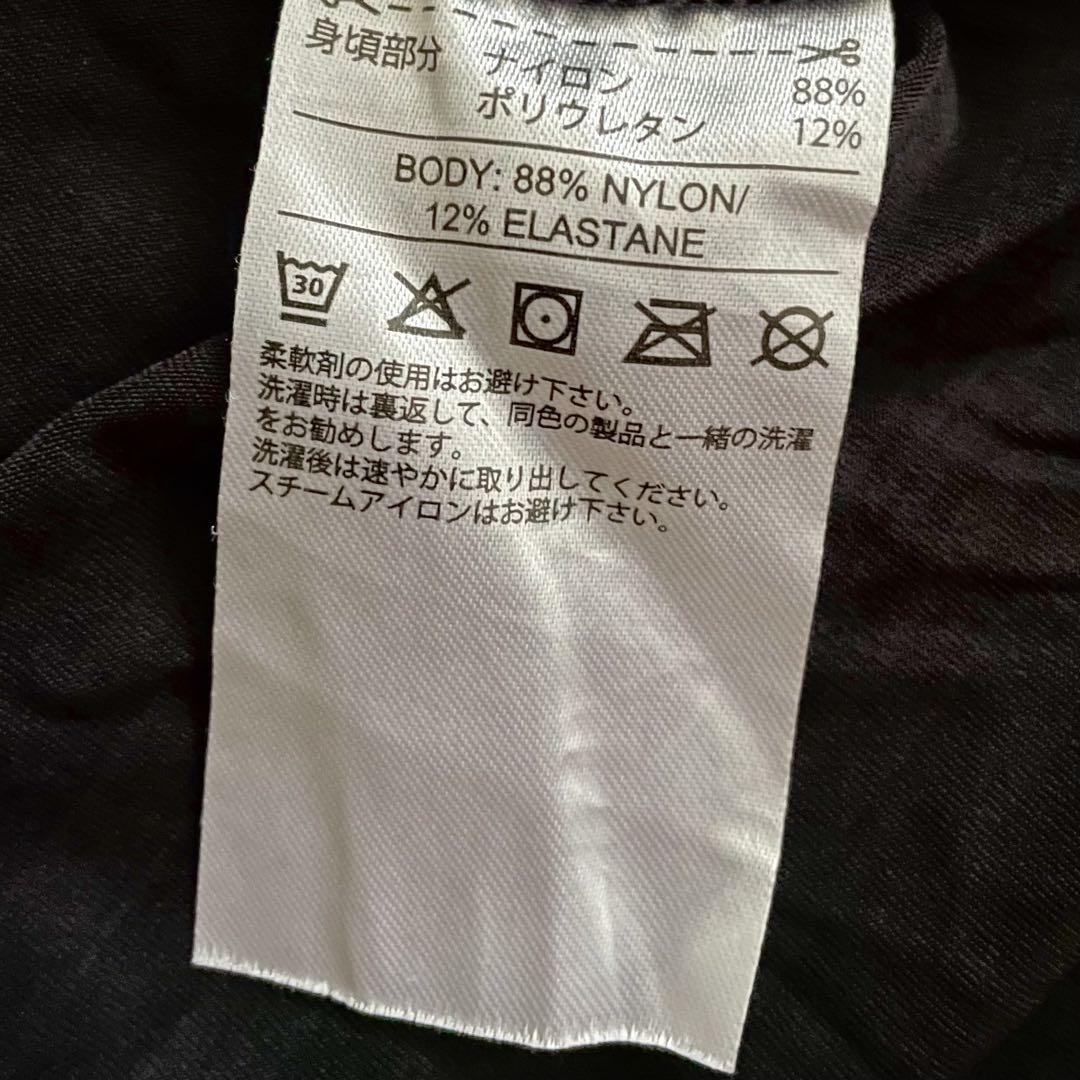 身頃部分 ナイロン 88%
ポリウレタン 12%
BODY: 88% NYLON/
12% ELASTANE
30
柔軟剤の使用はお避け下さい。
洗濯時は裏返して、同色の製品と一緒の洗濯
をお勧めします。
洗濯後は速やかに取り出してください。
スチームアイロンはお避け下さい。